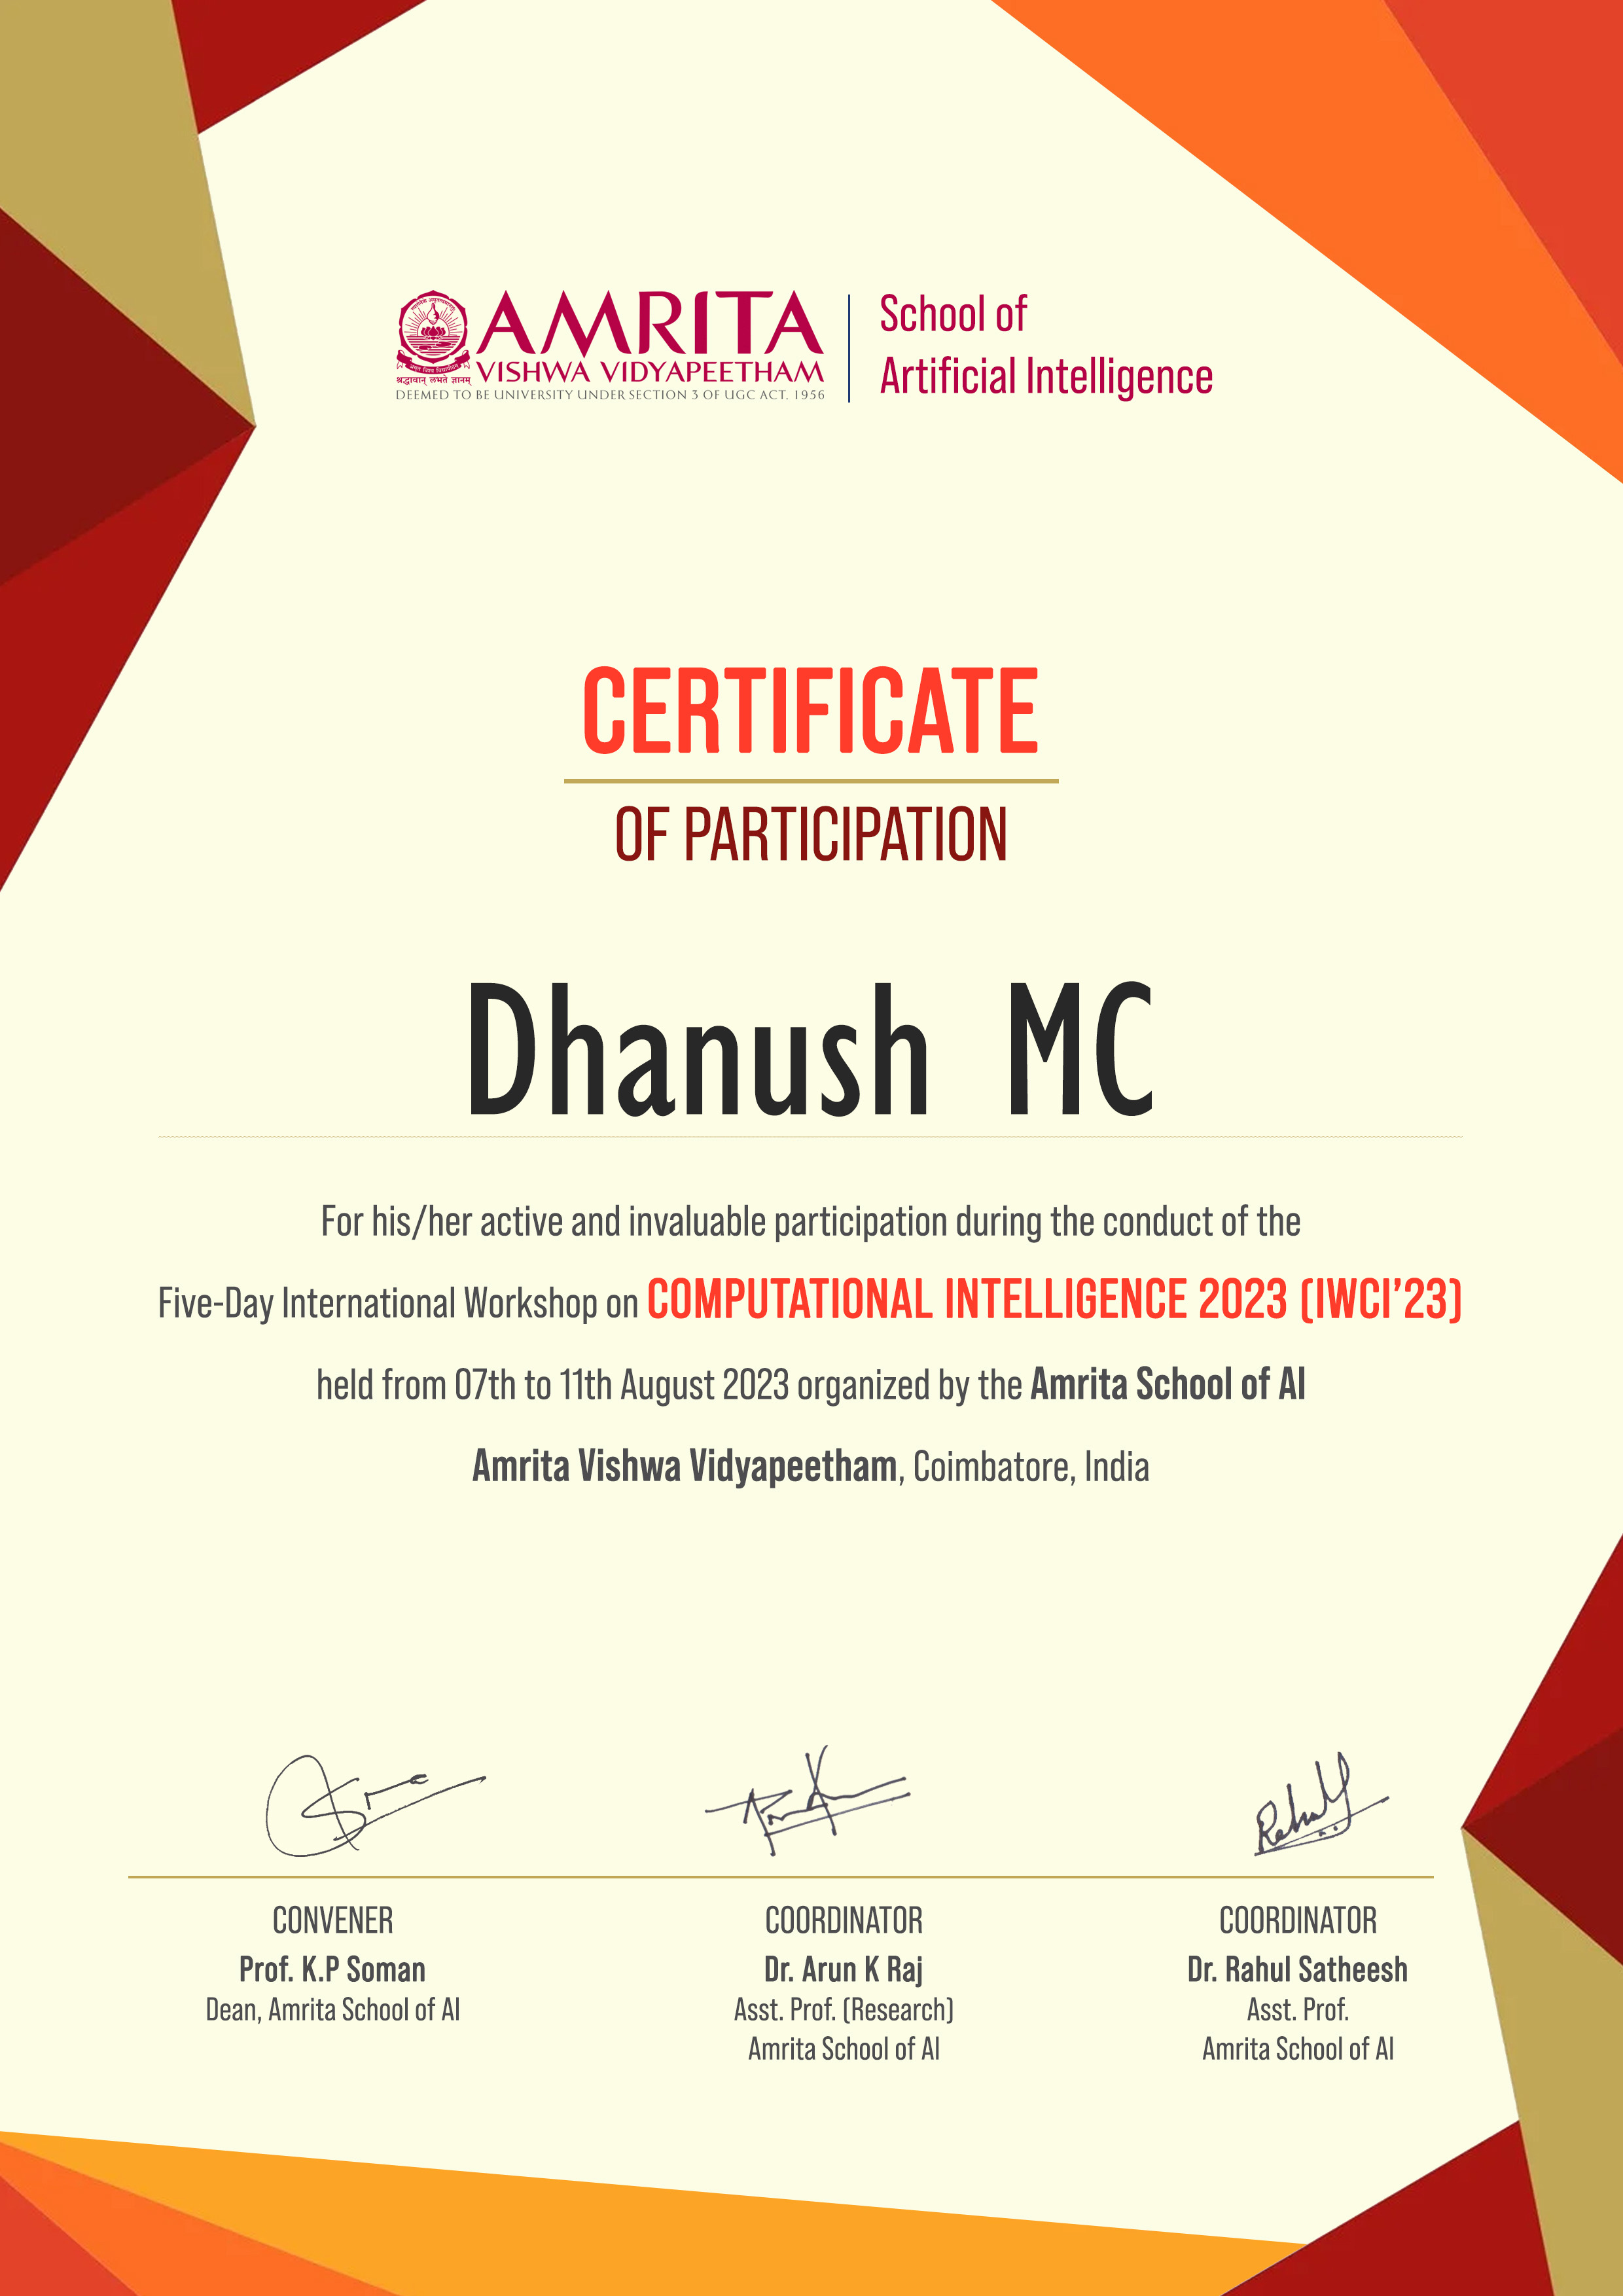 AMRITA
VISHWA VIDYAPEETHAM
श्रद्धावान् लभते ज्ञानम्
DEEMED TO BE UNIVERSITY UNDER SECTION 3 OF UGC ACT, 1956
School of
Artificial Intelligence
CERTIFICATE
OF PARTICIPATION
Dhanush MC
For his/her active and invaluable participation during the conduct of the
Five-Day International Workshop on COMPUTATIONAL INTELLIGENCE 2023 (IWCI’23)
held from 07th to 11th August 2023 organized by the Amrita School of AI
Amrita Vishwa Vidyapeetham, Coimbatore, India
CONVENER
Prof. K.P Soman
Dean, Amrita School of AI
COORDINATOR
Dr. Arun K Raj
Asst. Prof. (Research)
Amrita School of AI
Rahul
COORDINATOR
Dr. Rahul Satheesh
Asst. Prof.
Amrita School of AI